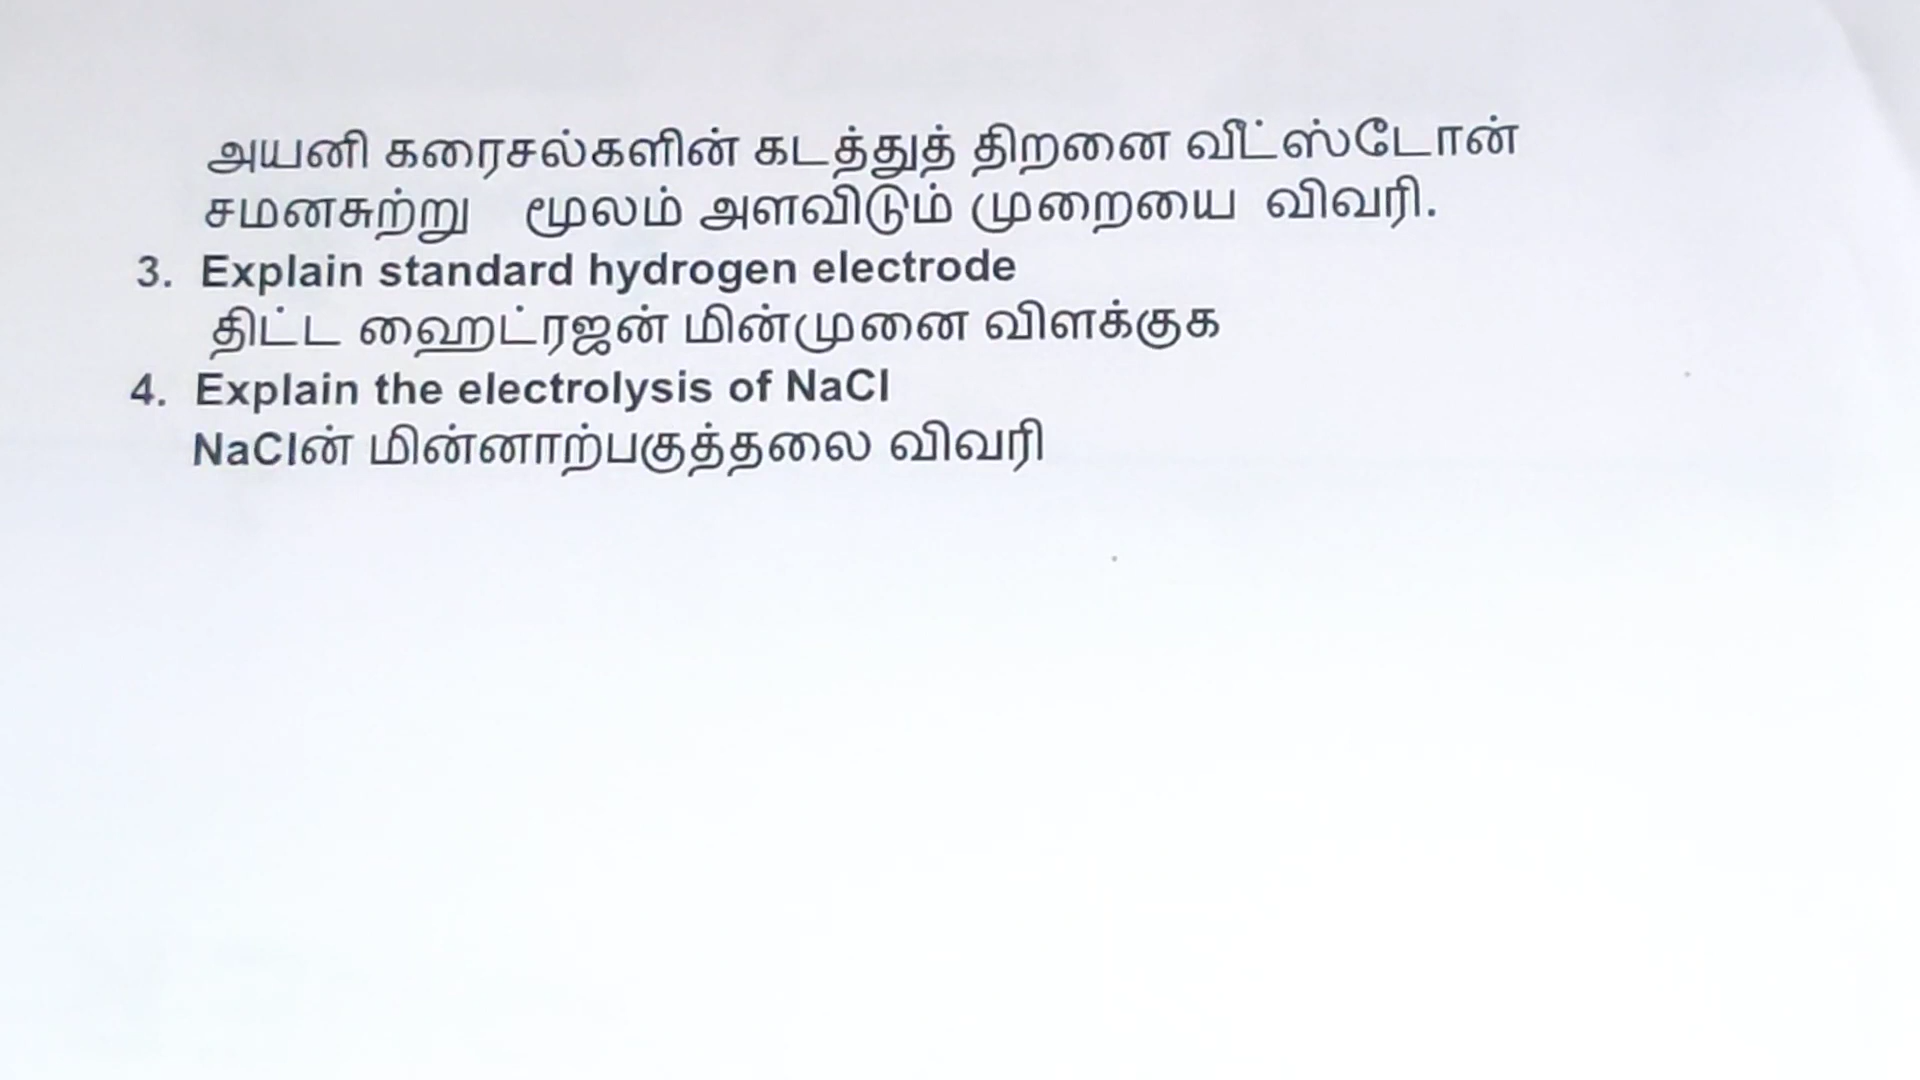 அயனி கரைசல்களின் கடத்துத் திறனை வீட்ஸ்டோன்
சமனசுற்று மூலம் அளவிடும் முறையை விவரி.
3. Explain standard hydrogen electrode
திட்ட ஹைட்ரஜன் மின்முனை விளக்குக
4. Explain the electrolysis of NaCl
NaClன் மின்னாற்பகுத்தலை விவரி